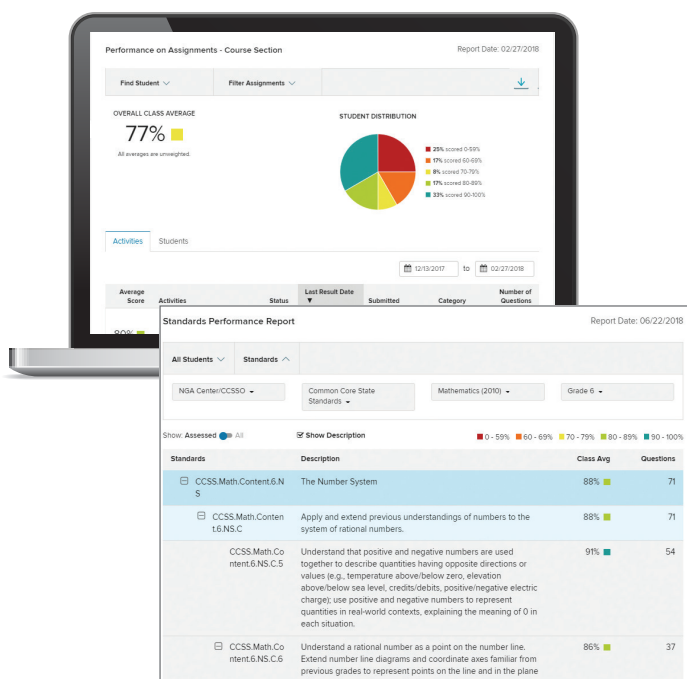 Performance on Assignments - Course Section
Report Date: 02/27/2018
Find Student
Filter Assignments
OVERALL CLASS AVERAGE
77%
All averages are unweighted.
STUDENT DISTRIBUTION
25% scored 0-59%
17% scored 60-69%
8% scored 70-79%
17% scored 80-89%
33% scored 90-100%
Activities Students
12/13/2017 to 02/27/2018
Average Score Activities Status Last Result Date ▼ Submitted Category Number of Questions
80%
Standards Performance Report
Report Date: 06/22/2018
All Students Standards
NGA Center/CCSSO
Common Core State
Standards
Mathematics (2010)
Grade 6
Show: Assessed All
Show Description
0 - 59% 60 - 69% 70 - 79% 80 - 89% 90 - 100%
Standards Description Class Avg Questions
CCSS.Math.Content.6.N
S
The Number System
88% 71
CCSS.Math.Conten
t.6.NS.C
Apply and extend previous understandings of numbers to the
system of rational numbers.
88% 71
CCSS.Math.Co
ntent.6.NS.C.5
Understand that positive and negative numbers are used
together to describe quantities having opposite directions or
values (e.g., temperature above/below zero, elevation
above/below sea level, credits/debits, positive/negative electric
charge); use positive and negative numbers to represent
quantities in real-world contexts, explaining the meaning of 0 in
each situation.
91% 54
CCSS.Math.Co
ntent.6.NS.C.6
Understand a rational number as a point on the number line.
Extend number line diagrams and coordinate axes familiar from
previous grades to represent points on the line and in the plane
86% 37